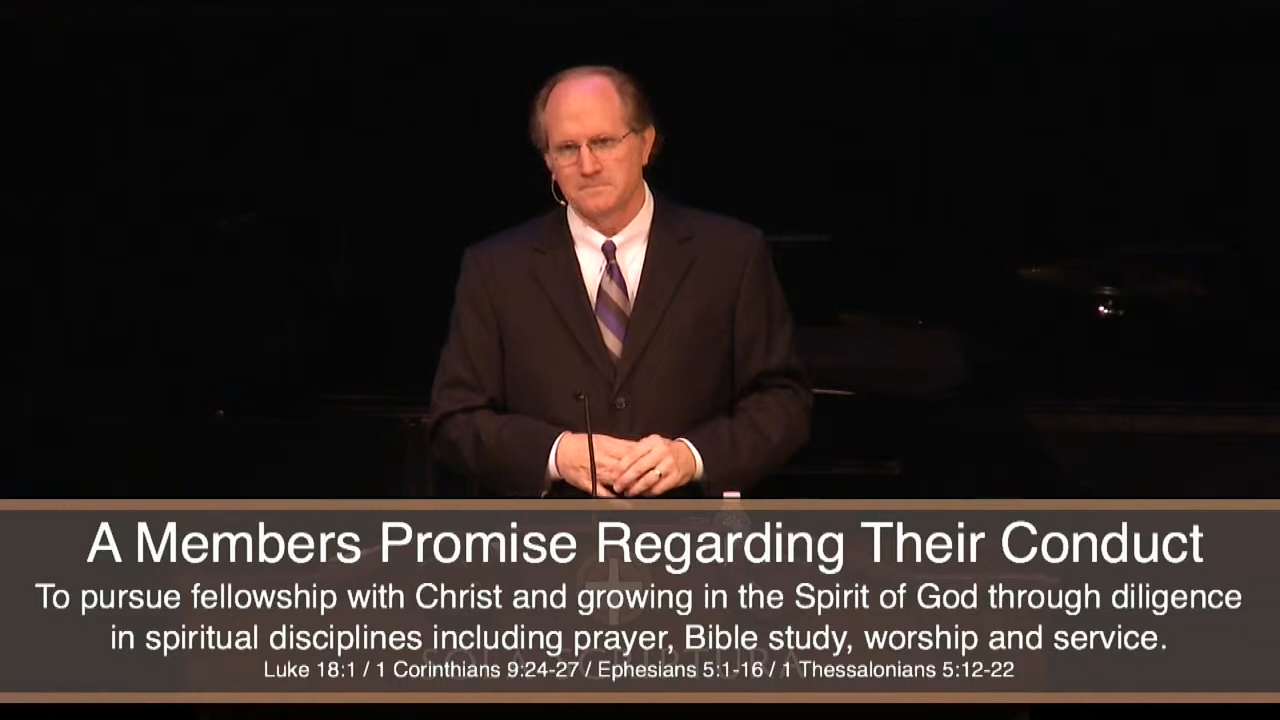 A Members Promise Regarding Their Conduct
To pursue fellowship with Christ and growing in the Spirit of God through diligence
in spiritual disciplines including prayer, Bible study, worship and service.
Luke 18:1 / 1 Corinthians 9:24-27 / Ephesians 5:1-16 / 1 Thessalonians 5:12-22
SOLA SCRIPTURA